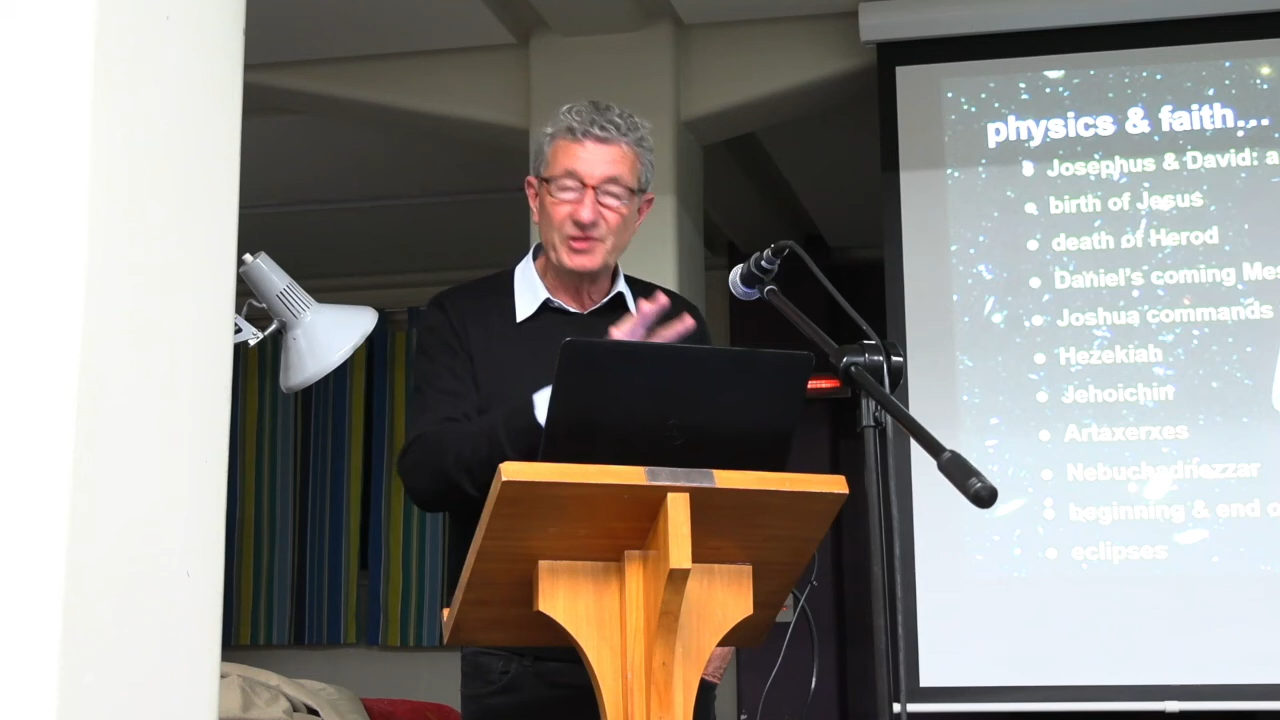 physics & faith...
• Josephus & David: a
• birth of Jesus
• death of Herod
• Daniel's coming Mes
• Joshua commands
• Hezekiah
• Jehoichin
• Artaxerxes
• Nebuchadnezzar
• beginning & end o
• eclipses